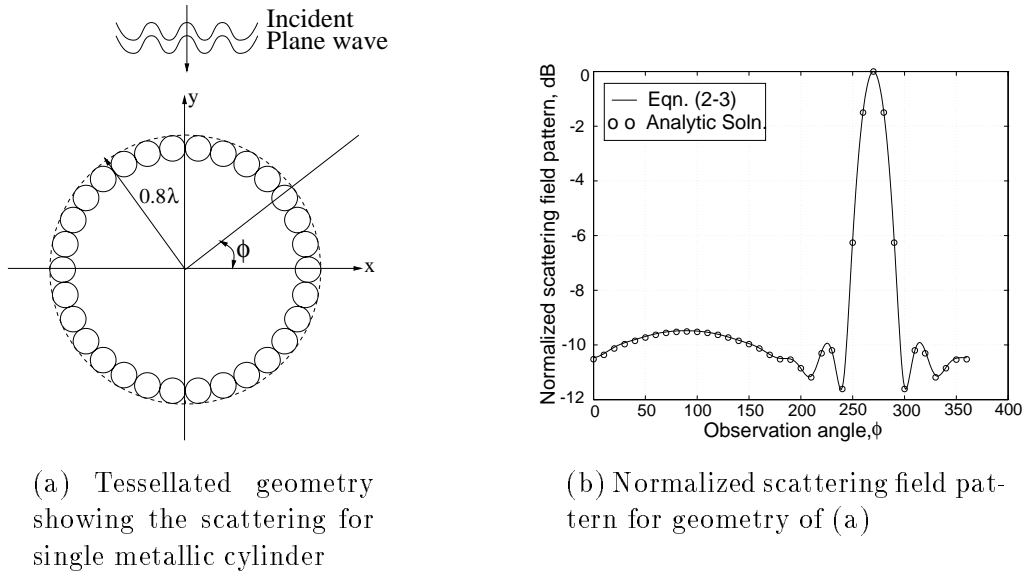 Incident
Plane wave
y
0.8λ
ϕ
x
Normalized scattering field pattern, dB
0
-2
-4
-6
-8
-10
-12
Eqn. (2-3)
o o Analytic Soln.
0 50 100 150 200 250 300 350 400
Observation angle,ϕ
(a) Tessellated geometry
showing the scattering for
single metallic cylinder
(b) Normalized scattering field pat-
tern for geometry of (a)